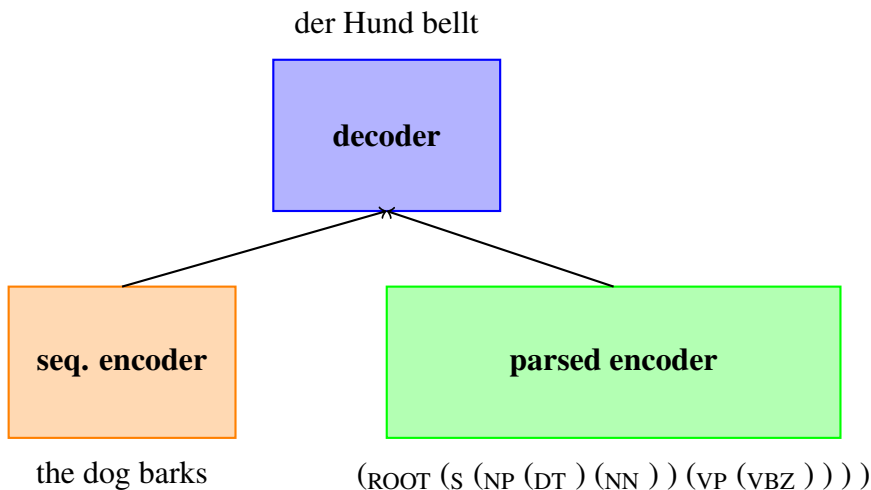 der Hund bellt
decoder
seq. encoder
parsed encoder
the dog barks
(ROOT (S (NP (DT ) (NN ) ) (VP (VBZ ) ) ) )